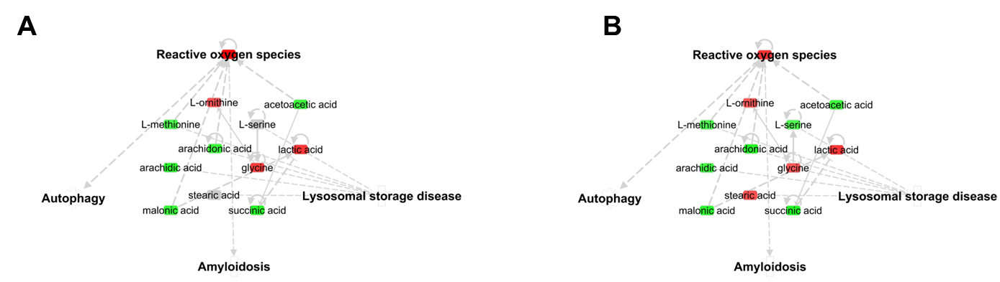 A
Reactive oxygen species
L-ornithine
acetoacetic acid
L-methionine
L-serine
arachidonic acid
lactic acid
arachidic acid
glycine
stearic acid
Lysosomal storage disease
Autophagy
malonic acid
succinic acid
Amyloidosis
B
Reactive oxygen species
L-ornithine
acetoacetic acid
L-methionine
L-serine
arachidonic acid
lactic acid
arachidic acid
glycine
stearic acid
Lysosomal storage disease
Autophagy
malonic acid
succinic acid
Amyloidosis